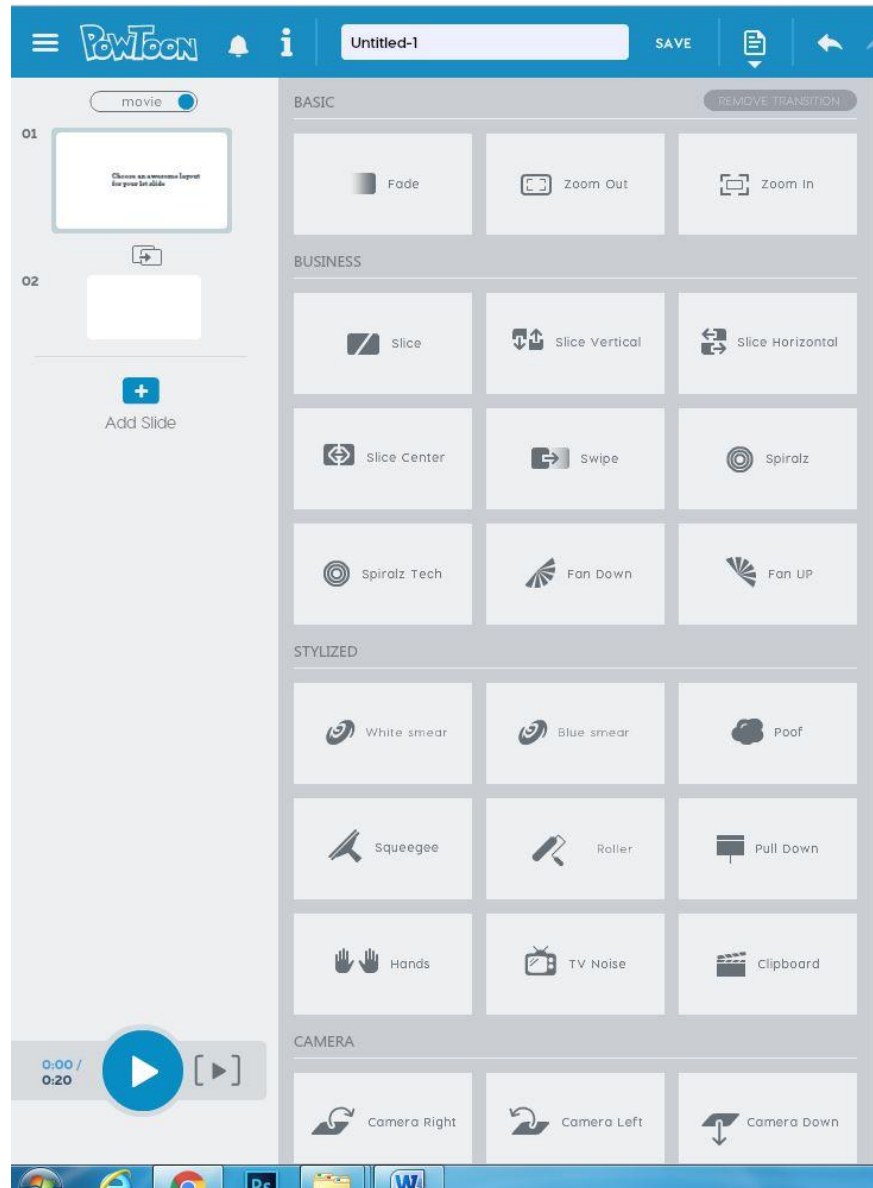 POWTOON i Untitled-1 SAVE
movie
01
Choose an awesome layout
for your 1st slide
02
+
Add Slide
0:00 /
0:20
BASIC REMOVE TRANSITION
Fade Zoom Out Zoom In
BUSINESS
Slice Slice Vertical Slice Horizontal
Slice Center Swipe Spiralz
Spiralz Tech Fan Down Fan UP
STYLIZED
White smear Blue smear Poof
Squeegee Roller Pull Down
Hands TV Noise Clipboard
CAMERA
Camera Right Camera Left Camera Down
Ps W